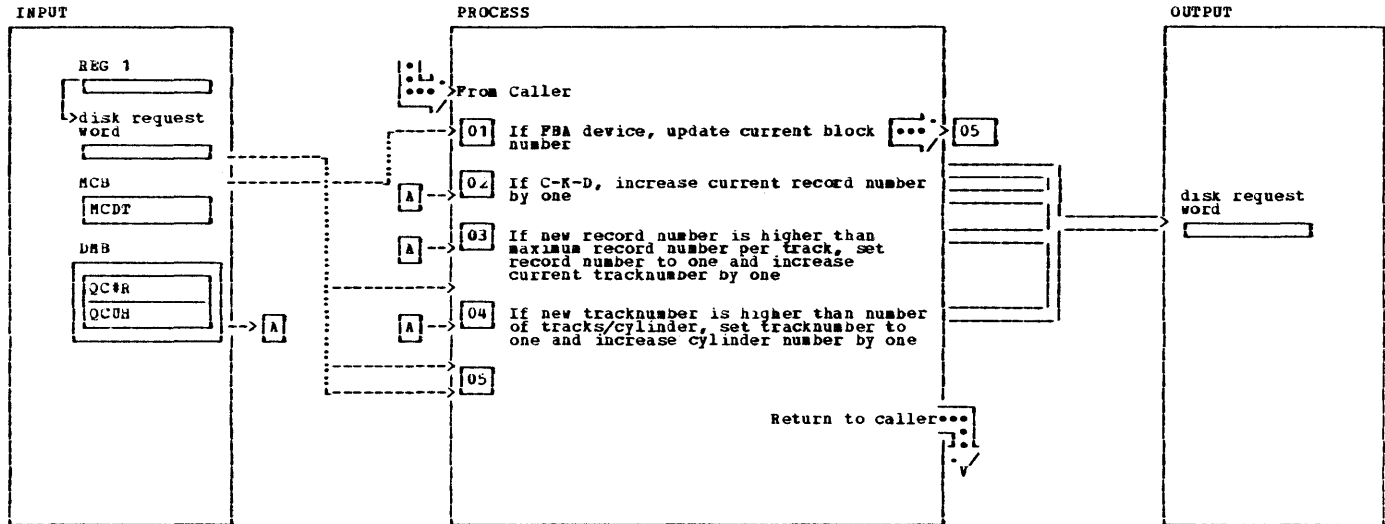 INPUT
PROCESS
OUTPUT
REG 1
disk request
word
MCB
MCDT
DMB
QC#R
QCUH
A
From Caller
01 If FBA device, update current block
number
05
A
02 If C-K-D, increase current record number
by one
A
03 If new record number is higher than
maximum record number per track, set
record number to one and increase
current tracknumber by one
A
04 If new tracknumber is higher than number
of tracks/cylinder, set tracknumber to
one and increase cylinder number by one
05
Return to caller
disk request
word